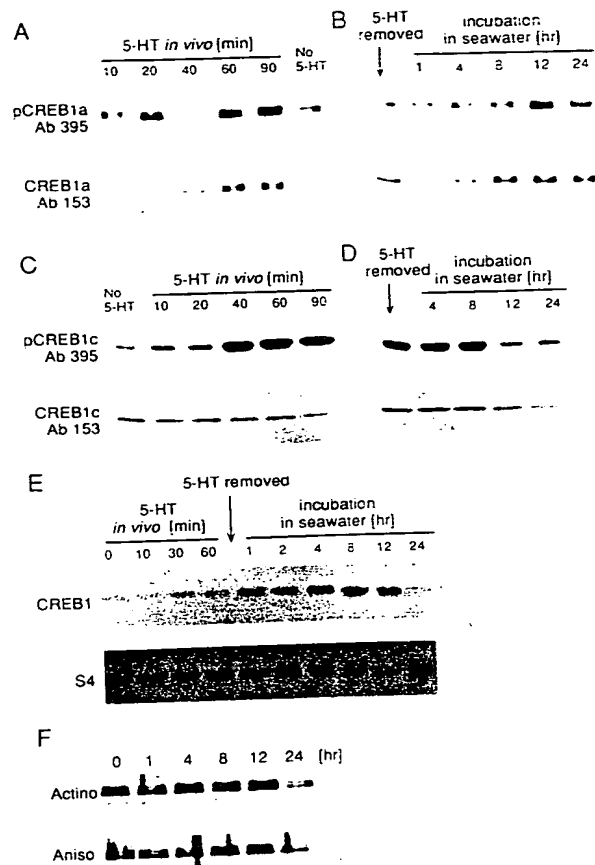 A
5-HT in vivo [min]
No 5-HT
10 20 40 60 90
pCREB1a Ab 395
CREB1a Ab 153
B
5-HT removed
incubation in seawater [hr]
1 4 8 12 24
C
5-HT in vivo [min]
No 5-HT
10 20 40 60 90
pCREB1c Ab 395
CREB1c Ab 153
D
5-HT removed
incubation in seawater [hr]
4 8 12 24
E
5-HT removed
5-HT in vivo [min]
incubation in seawater [hr]
0 10 30 60 1 2 4 8 12 24
CREB1
S4
F
0 1 4 8 12 24 [hr]
Actino
Aniso